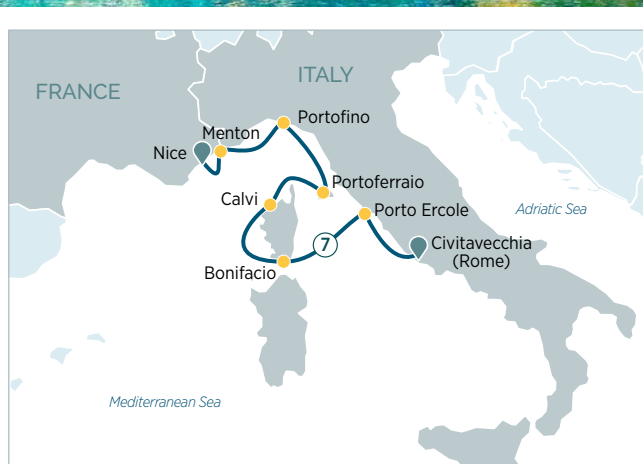 FRANCE
ITALY
Portofino
Menton
Nice
Portoferraio
Calvi
Porto Ercole
Adriatic Sea
7
Civitavecchia
(Rome)
Bonifacio
Mediterranean Sea